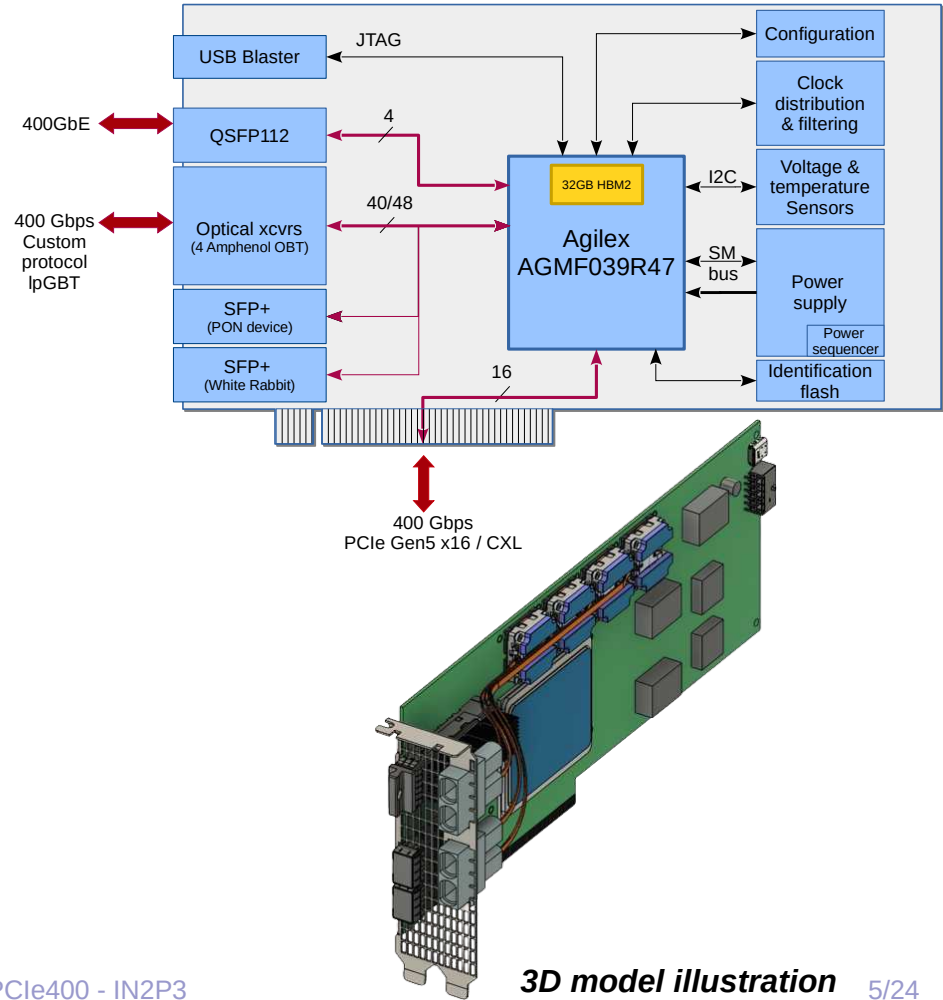 USB Blaster
JTAG
Configuration
400GbE
QSFP112
4
Clock
distribution
& filtering
400 Gbps
Custom
protocol
lpGBT
Optical xcvrs
(4 Amphenol OBT)
40/48
32GB HBM2
Agilex
AGMF039R47
I2C
Voltage &
temperature
Sensors
SM
bus
Power
supply
Power
sequencer
SFP+
(PON device)
SFP+
(White Rabbit)
16
Identification
flash
400 Gbps
PCIe Gen5 x16 / CXL
3D model illustration
PCIe400 - IN2P3
5/24